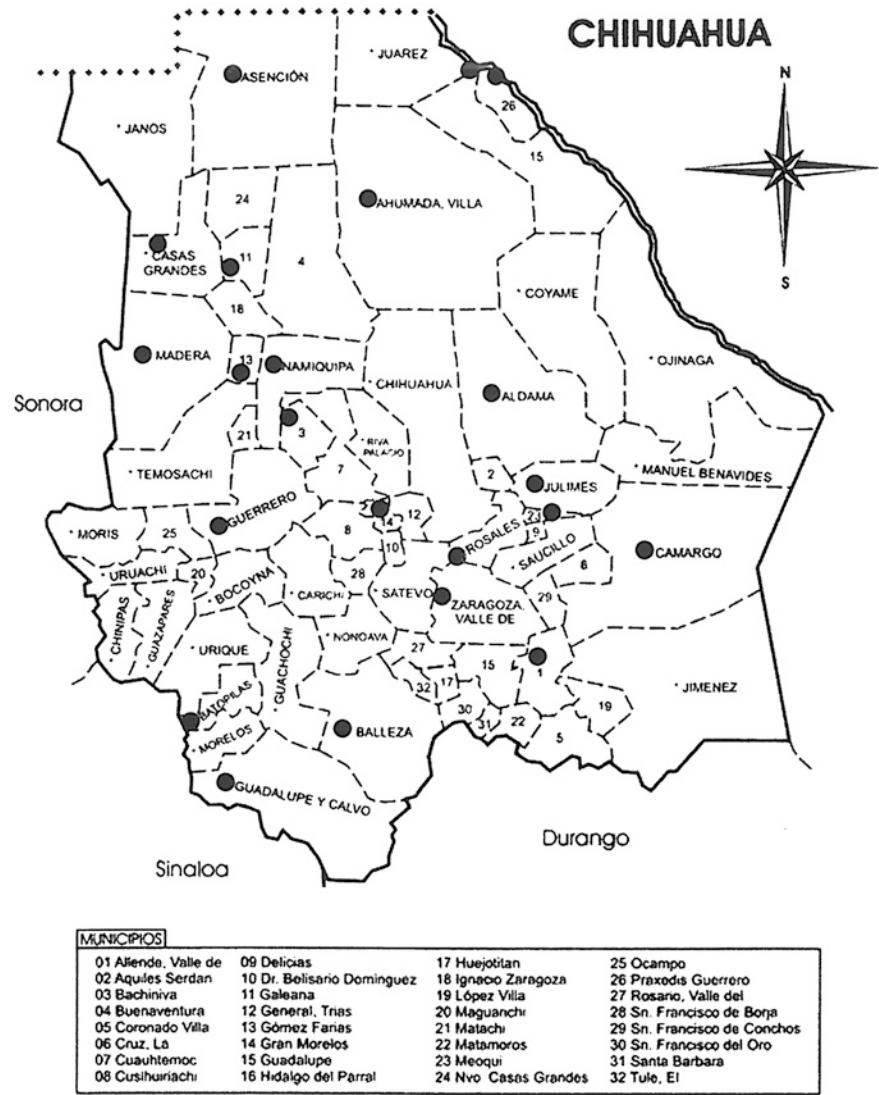 CHIHUAHUA
N
S
JUAREZ
ASENCIÓN
26
JANOS
15
24
AHUMADA, VILLA
CASAS
GRANDES
11
4
COYAME
18
MADERA
13
NAMIQUIPA
CHIHUAHUA
OJINAGA
ALDAMA
Sonora
3
21
RIVA
PALACIO
TEMOSACHI
7
2
MANUEL BENAVIDES
JULIMES
GUERRERO
14
12
23
MORIS
25
8
ROSALES
9
10
SAUCILLO
CAMARGO
URUACHI
20
BOCOYNA
28
6
CARICHI
SATEVO
ZARAGOZA,
VALLE DE
29
CHINIPAS
GUAZAPARES
URIQUE
GUACHOCHI
NONOAVA
27
15
1
32
17
JIMENEZ
BATOPILAS
19
MORELOS
BALLEZA
30
31
22
5
GUADALUPE Y CALVO
Durango
Sinaloa
MUNICIPIOS
01 Allende, Valle de
02 Aquiles Serdan
03 Bachiniva
04 Buenaventura
05 Coronado Villa
06 Cruz, La
07 Cuauhtemoc
08 Cusihuiriachi
09 Delicias
10 Dr. Belisario Dominguez
11 Galeana
12 General, Trias
13 Gómez Farias
14 Gran Morelos
15 Guadalupe
16 Hidalgo del Parral
17 Huejotitan
18 Ignacio Zaragoza
19 López Villa
20 Maguanchi
21 Matachi
22 Matamoros
23 Meoqui
24 Nvo Casas Grandes
25 Ocampo
26 Praxedis Guerrero
27 Rosario, Valle del
28 Sn. Francisco de Borja
29 Sn. Francisco de Conchos
30 Sn. Francisco del Oro
31 Santa Barbara
32 Tule, El